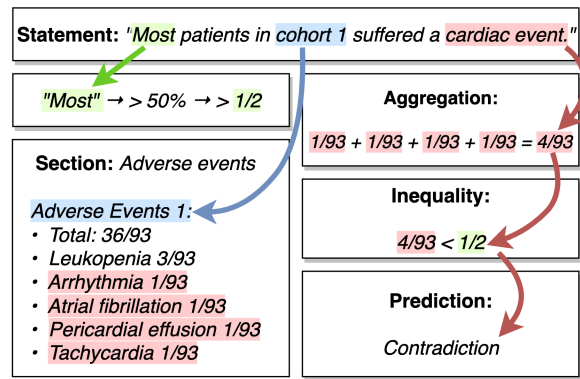 Statement: "Most patients in cohort 1 suffered a cardiac event."
"Most" → > 50% → > 1/2
Section: Adverse events
Adverse Events 1:
• Total: 36/93
• Leukopenia 3/93
• Arrhythmia 1/93
• Atrial fibrillation 1/93
• Pericardial effusion 1/93
• Tachycardia 1/93
Aggregation:
1/93 + 1/93 + 1/93 + 1/93 = 4/93
Inequality:
4/93 < 1/2
Prediction:
Contradiction